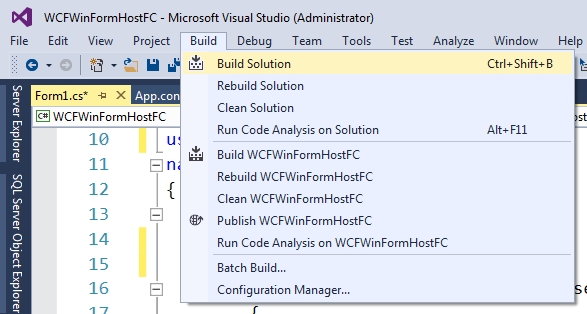 WCFWinFormHostFC - Microsoft Visual Studio (Administrator)
File Edit View Project Build Debug Team Tools Test Analyze Window Help
Form1.cs* App.con
WCFWinFormHostFC
Build Solution Ctrl+Shift+B
Rebuild Solution
Clean Solution
Run Code Analysis on Solution Alt+F11
Build WCFWinFormHostFC
Rebuild WCFWinFormHostFC
Clean WCFWinFormHostFC
Publish WCFWinFormHostFC
Run Code Analysis on WCFWinFormHostFC
Batch Build...
Configuration Manager...
Server Explorer
SQL Server Object Explorer
10 us
11 na
12 {
13
14
15
16 se
17 {